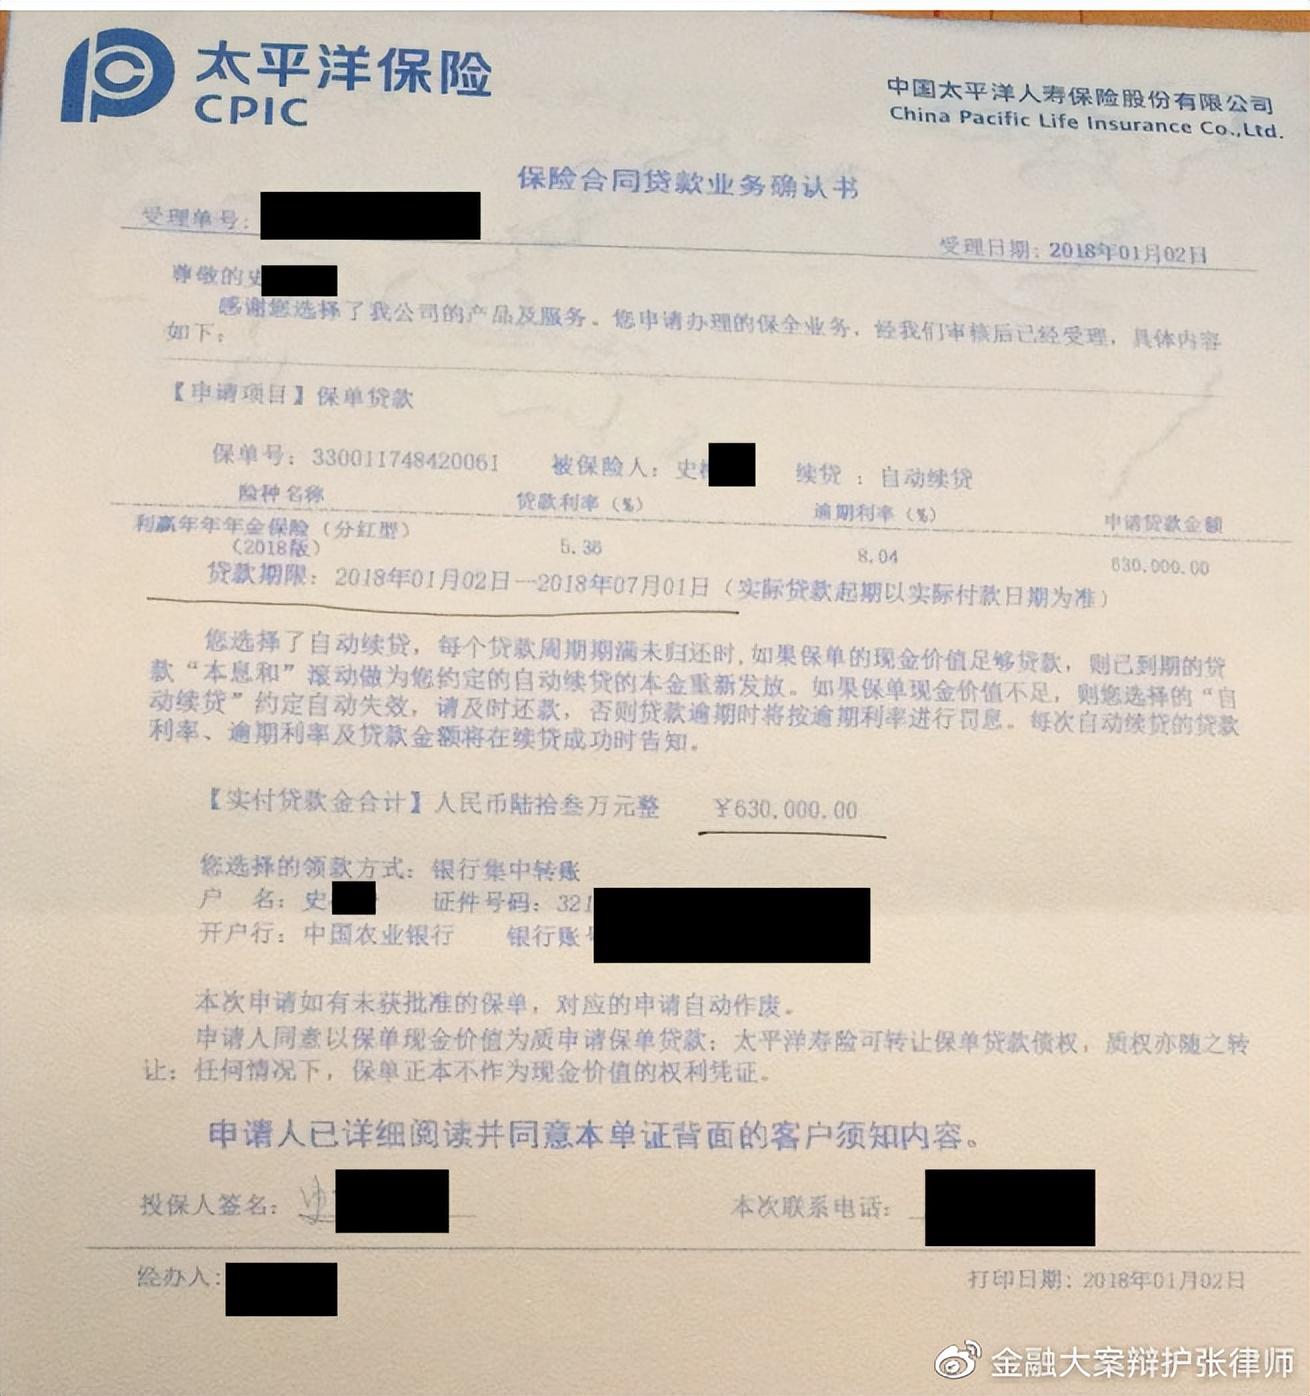 太平洋保险
CPIC
中国太平洋人寿保险股份有限公司
China Pacific Life Insurance Co.,Ltd.
保险合同贷款业务确认书
受理单号:
受理日期: 2018年01月02日
尊敬的史
感谢您选择了我公司的产品及服务。您申请办理的保全业务，经我们审核后已经受理，具体内容
如下:
【申请项目】保单贷款
保单号: 330011748420061 被保险人: 史 续贷 : 自动续贷
险种名称 贷款利率（%） 逾期利率（%） 申请贷款金额
利赢年年年金保险（分红型）
（2018版） 5.36 8.04 630,000.00
贷款期限: 2018年01月02日—2018年07月01日（实际贷款起期以实际付款日期为准）
您选择了自动续贷，每个贷款周期期满未归还时,如果保单的现金价值足够贷款，则已到期的贷
款“本息和”滚动做为您约定的自动续贷的本金重新发放。如果保单现金价值不足，则您选择的“自
动续贷”约定自动失效，请及时还款，否则贷款逾期时将按逾期利率进行罚息。每次自动续贷的贷款
利率、逾期利率及贷款金额将在续贷成功时告知。
【实付贷款金合计】人民币陆拾叁万元整 ￥630,000.00
您选择的领款方式: 银行集中转账
户 名: 史 证件号码: 321
开户行: 中国农业银行 银行账
本次申请如有未获批准的保单，对应的申请自动作废。
申请人同意以保单现金价值为质申请保单贷款; 太平洋寿险可转让保单贷款债权，质权亦随之转
让; 任何情况下，保单正本不作为现金价值的权利凭证。
申请人已详细阅读并同意本单证背面的客户须知内容。
投保人签名: 史 本次联系电话:
经办人: 打印日期: 2018年01月02日
金融大案辩护张律师